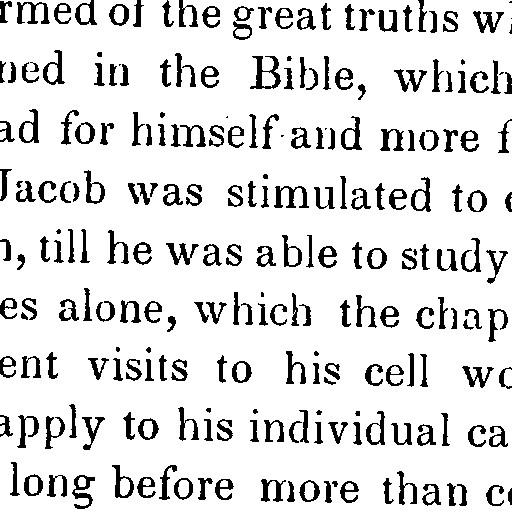 rmed of the great truths w
ned in the Bible, which
ad for himself and more f
Jacob was stimulated to
n, till he was able to study
es alone, which the chap
ent visits to his cell wo
apply to his individual ca
long before more than co